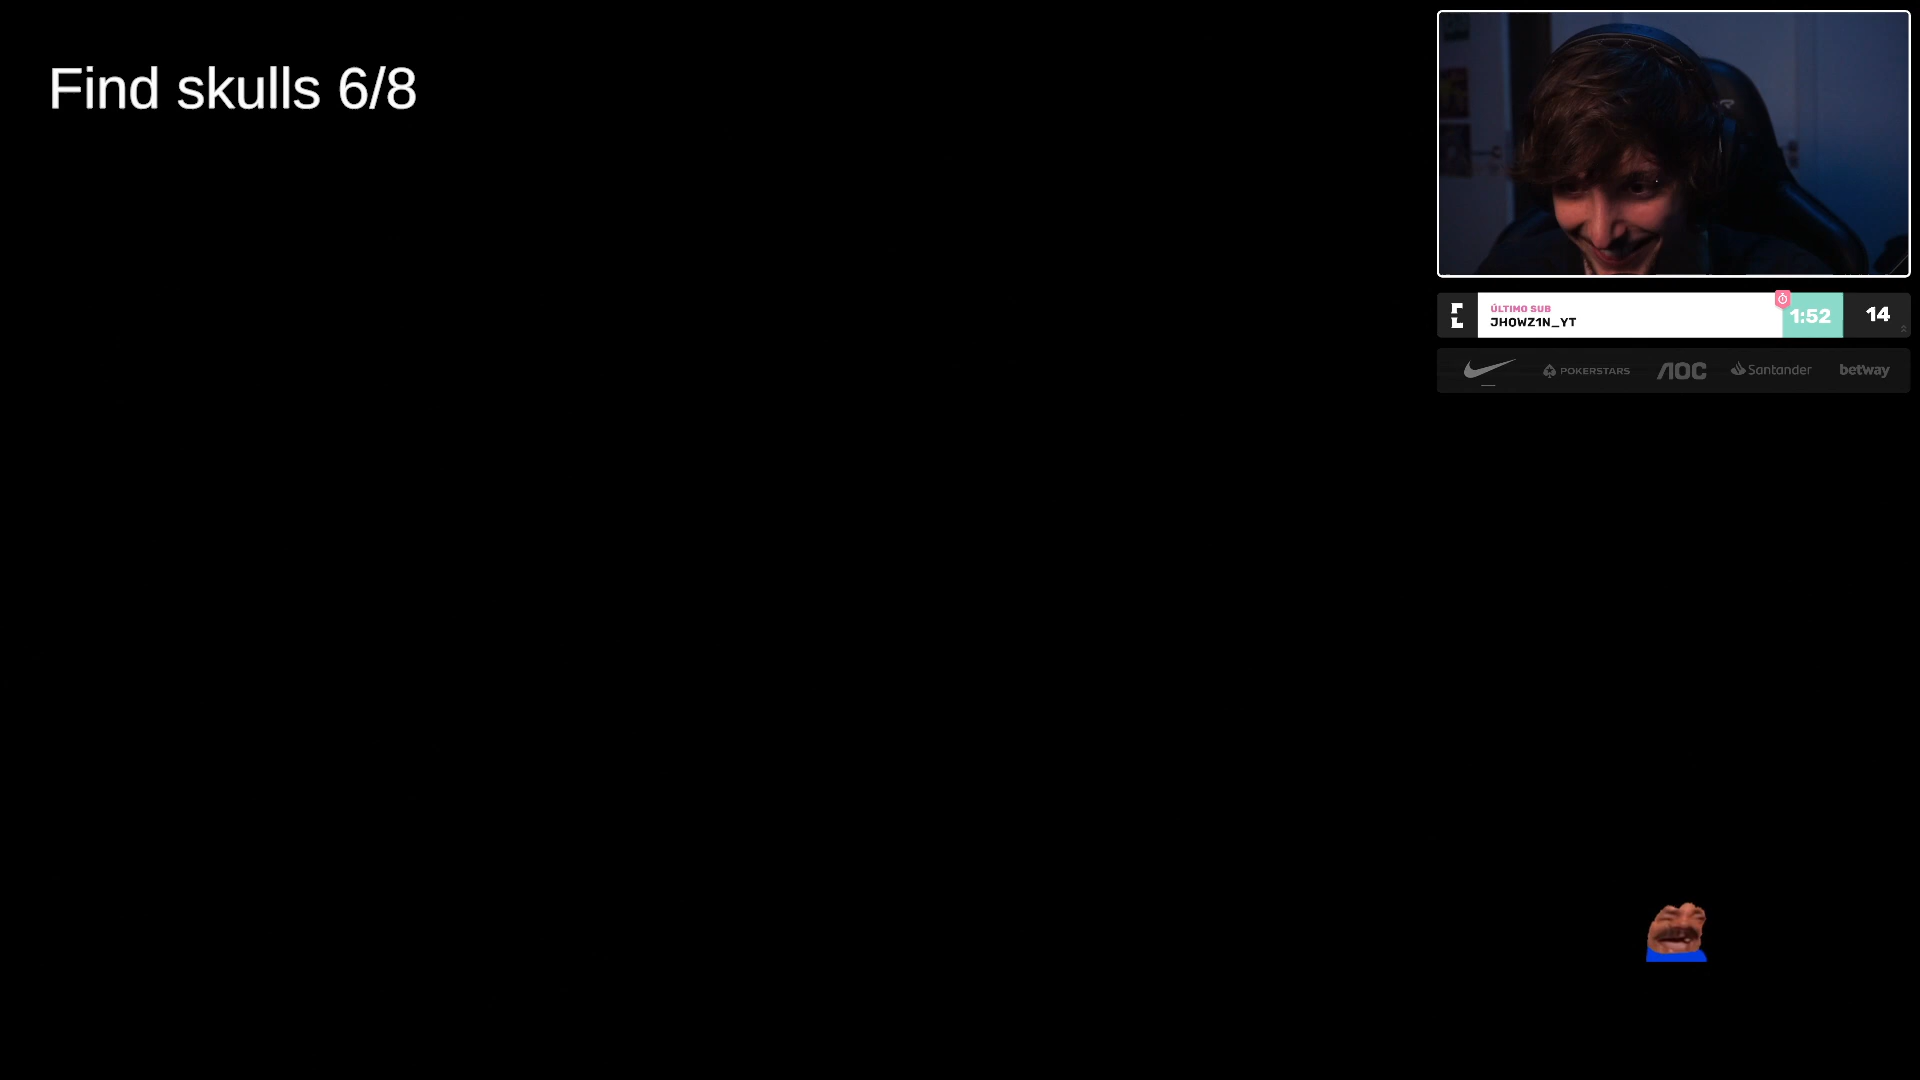 Find skulls 6/8
ÚLTIMO SUB
JHOWZ1N_YT
1:52
14
POKERSTARS
AOC
Santander
betway